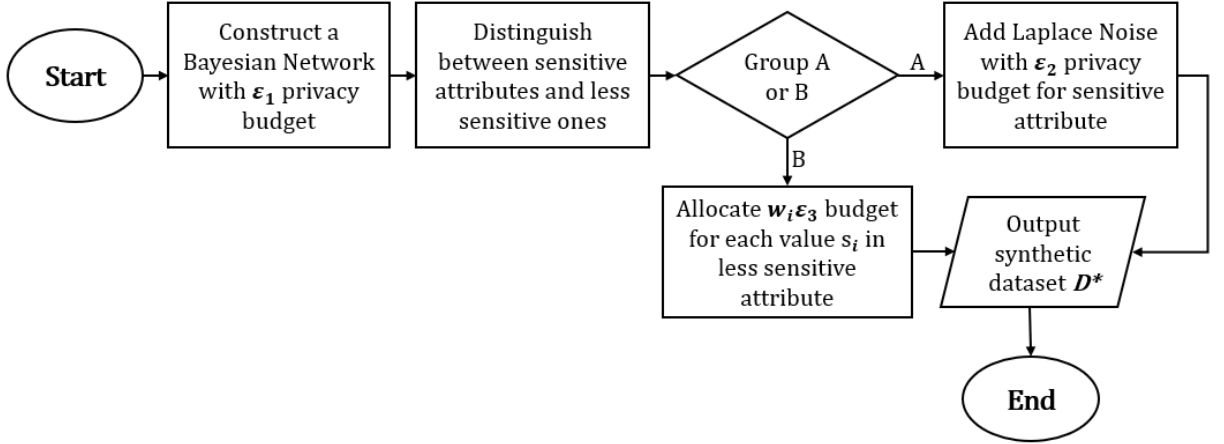 Start
Construct a
Bayesian Network
with ε₁ privacy
budget
Distinguish
between sensitive
attributes and less
sensitive ones
Group A
or B
A
Add Laplace Noise
with ε₂ privacy
budget for sensitive
attribute
B
Allocate wᵢε₃ budget
for each value sᵢ in
less sensitive
attribute
Output
synthetic
dataset D*
End